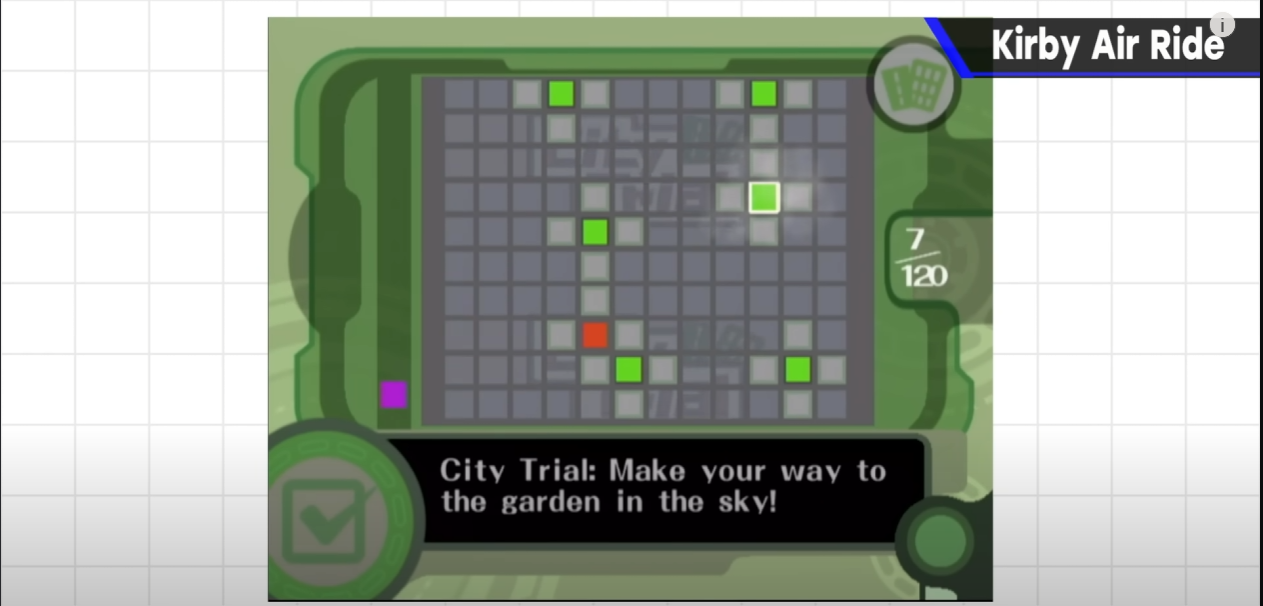 Kirby Air Ride
i
7
120
City Trial: Make your way to
the garden in the sky!